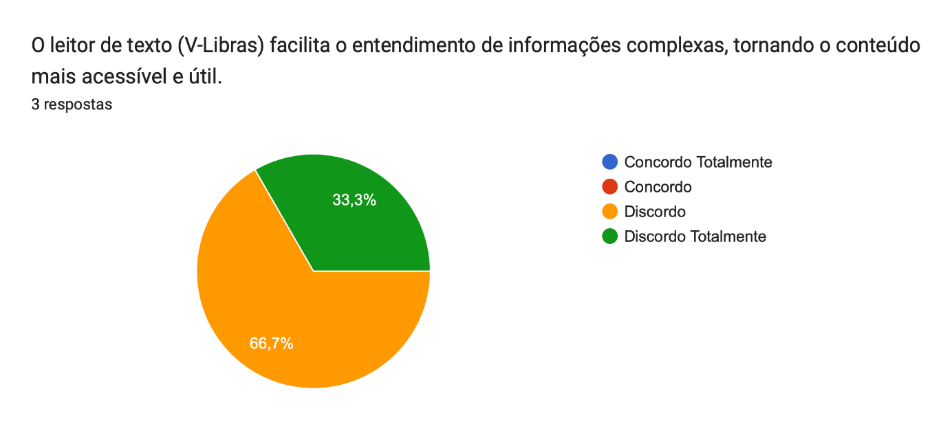 O leitor de texto (V-Libras) facilita o entendimento de informações complexas, tornando o conteúdo
mais acessível e útil.
3 respostas
Concordo Totalmente
Concordo
Discordo
Discordo Totalmente
33,3%
66,7%